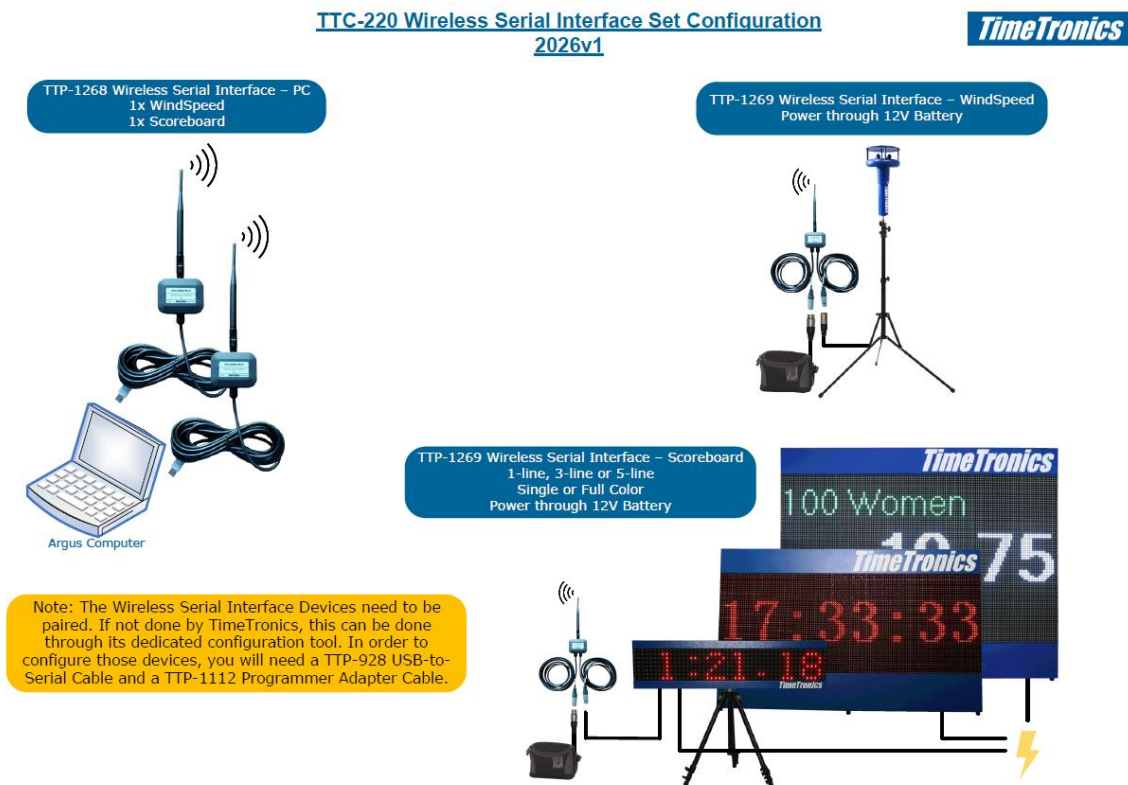 TTC-220 Wireless Serial Interface Set Configuration
2026v1
TimeTronics
TTP-1268 Wireless Serial Interface – PC
1x WindSpeed
1x Scoreboard
TTP-1269 Wireless Serial Interface – WindSpeed
Power through 12V Battery
Argus Computer
TTP-1269 Wireless Serial Interface – Scoreboard
1-line, 3-line or 5-line
Single or Full Color
Power through 12V Battery
TimeTronics
100 Women
75
TimeTronics
17:33:33
1:21.18
TimeTronics
Note: The Wireless Serial Interface Devices need to be
paired. If not done by TimeTronics, this can be done
through its dedicated configuration tool. In order to
configure those devices, you will need a TTP-928 USB-to-
Serial Cable and a TTP-1112 Programmer Adapter Cable.